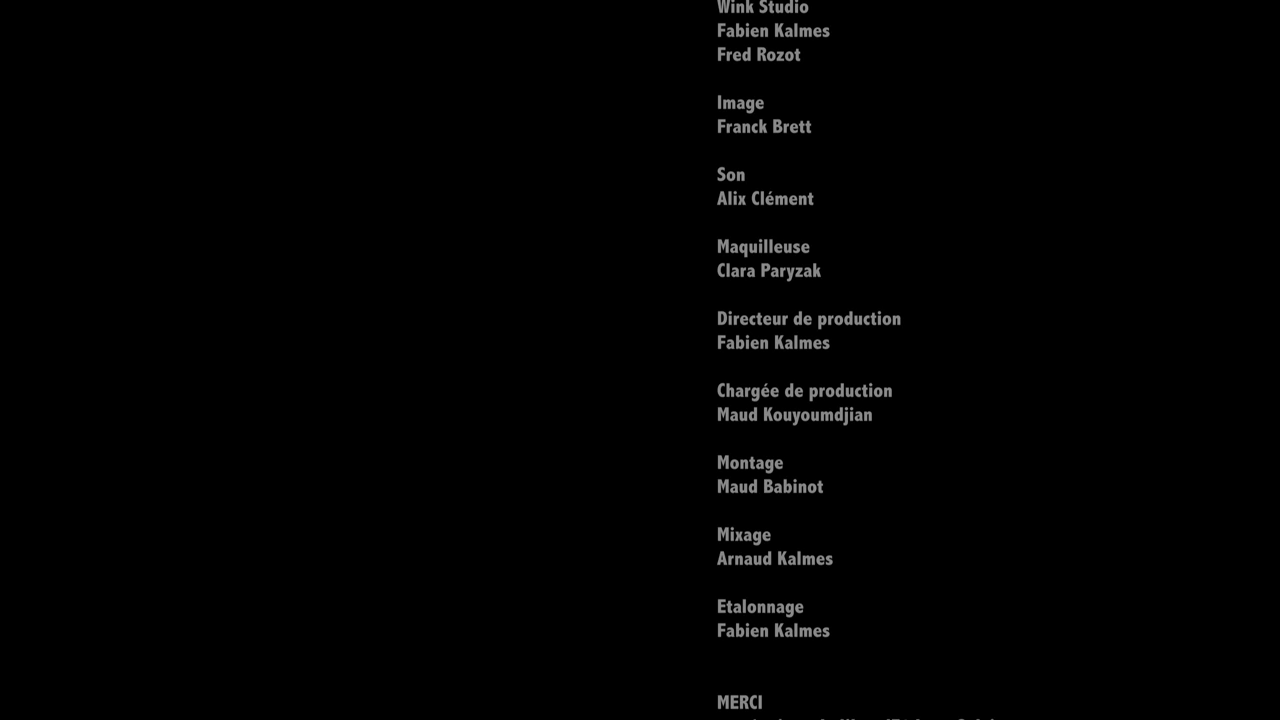 Wink Studio
Fabien Kalmes
Fred Rozot
Image
Franck Brett
Son
Alix Clément
Maquilleuse
Clara Paryzak
Directeur de production
Fabien Kalmes
Chargée de production
Maud Kouyoumdjian
Montage
Maud Babinot
Mixage
Arnaud Kalmes
Etalonnage
Fabien Kalmes
MERCI